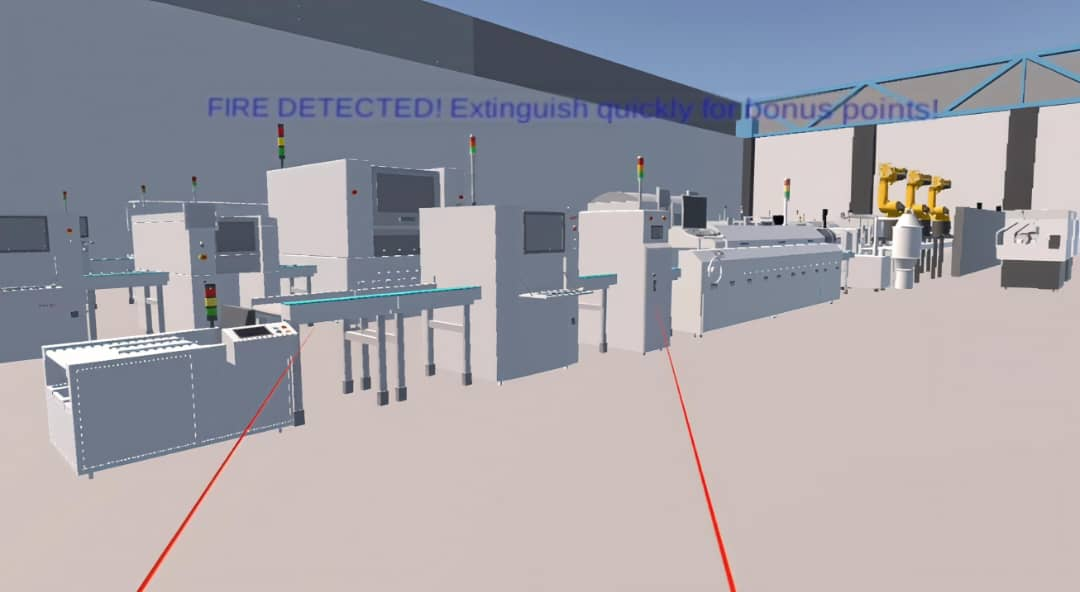 FIRE DETECTED! Extinguish quickly for bonus points!